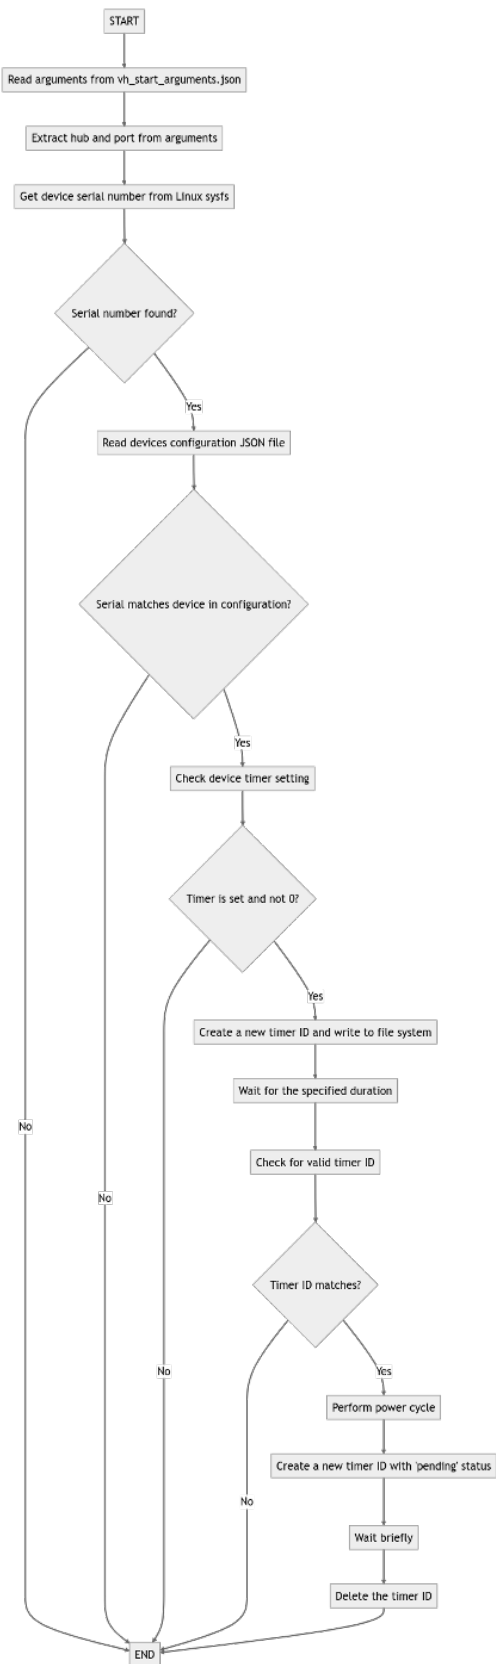 START
Read arguments from vh_start_arguments.json
Extract hub and port from arguments
Get device serial number from Linux sysfs
Serial number found?
Yes
Read devices configuration JSON file
Serial matches device in configuration?
Yes
Check device timer setting
Timer is set and not 0?
Yes
Create a new timer ID and write to file system
Wait for the specified duration
No
Check for valid timer ID
No
Timer ID matches?
No
Yes
Perform power cycle
Create a new timer ID with 'pending' status
No
Wait briefly
Delete the timer ID
END